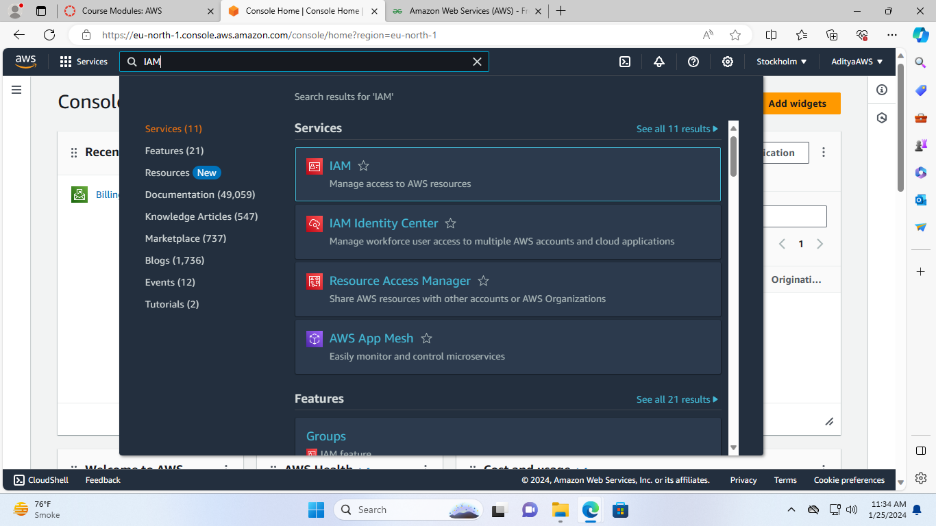 Course Modules: AWS
Console Home | Console Home |
Amazon Web Services (AWS) - Fr
https://eu-north-1.console.aws.amazon.com/console/home?region=eu-north-1
aws
Services
IAM
Stockholm
AdityaAWS
Consol
Add widgets
Search results for 'IAM'
Services (11)
Features (21)
Resources New
Documentation (49,059)
Knowledge Articles (547)
Marketplace (737)
Blogs (1,736)
Events (12)
Tutorials (2)
Services
See all 11 results
IAM
Manage access to AWS resources
IAM Identity Center
Manage workforce user access to multiple AWS accounts and cloud applications
Resource Access Manager
Share AWS resources with other accounts or AWS Organizations
AWS App Mesh
Easily monitor and control microservices
Features
See all 21 results
Groups
IAM feature
Recen
Billing
ication
1
Originati...
Welcome to AWS
AWS Health
Cost and usage
CloudShell
Feedback
© 2024, Amazon Web Services, Inc. or its affiliates.
Privacy
Terms
Cookie preferences
76°F
Smoke
Search
11:34 AM
1/25/2024